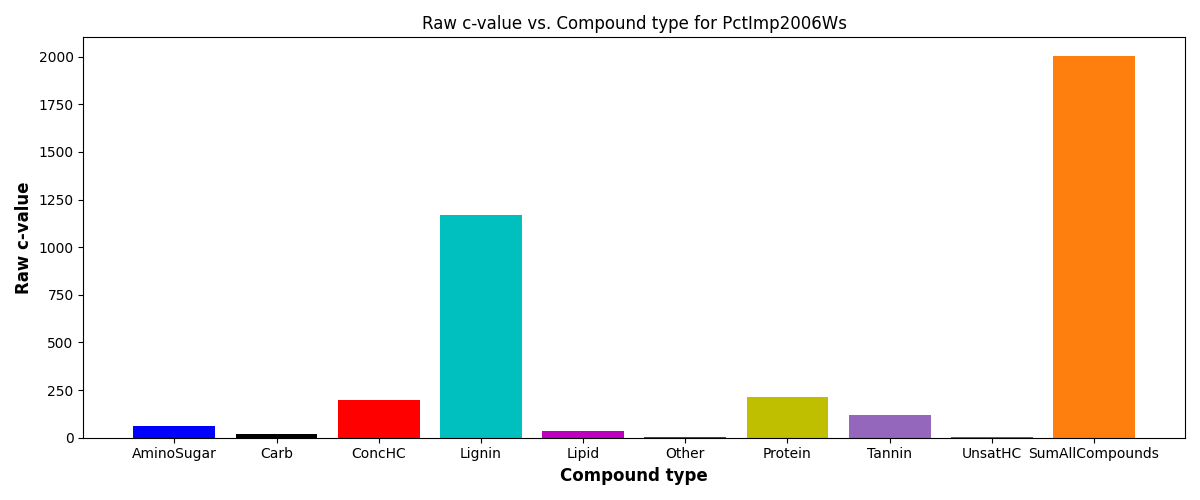 Raw c-value vs. Compound type for PctImp2006Ws
Raw c-value
2000
1750
1500
1250
1000
750
500
250
0
AminoSugar Carb ConcHC Lignin Lipid Other Protein Tannin UnsatHC SumAllCompounds
Compound type